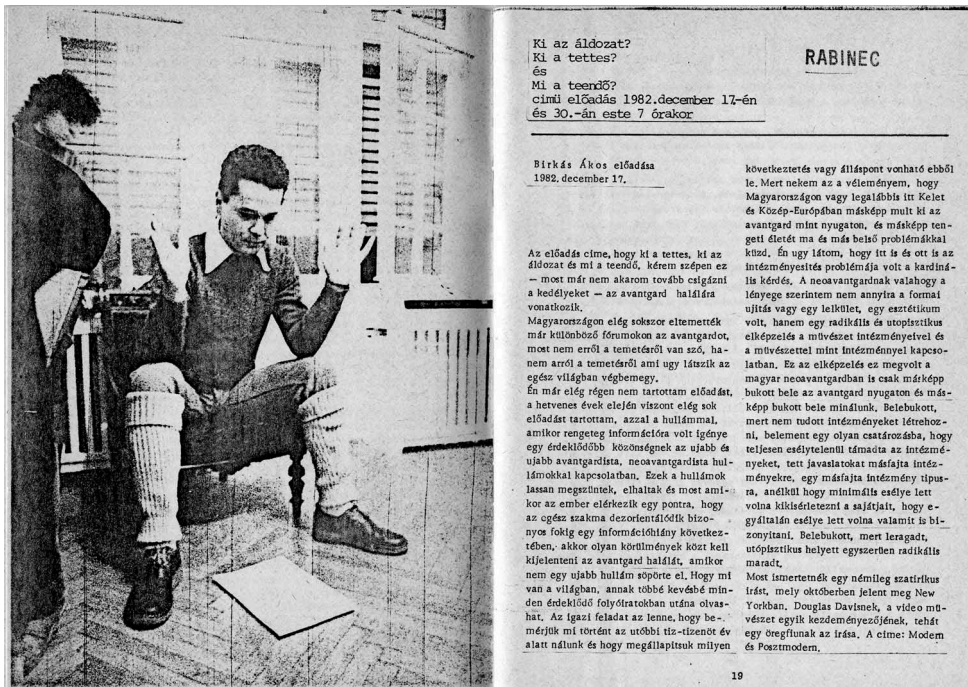 Ki az áldozat?
Ki a tettes?
és
Mi a teendő?
cimü előadás 1982.december 17.-én
és 30.-án este 7 órakor
RABINEC
Birkás Ákos előadása
1982. december 17.
Az előadás cime, hogy ki a tettes, ki az
áldozat és mi a teendő, kérem szépen ez
— most már nem akarom tovább csigázni
a kedélyeket — az avantgard halálára
vonatkozik.
Magyarországon elég sokszor eltemették
már különböző fórumokon az avantgardot,
most nem erről a temetésről van szó, ha-
nem arról a temetésről ami ugy látszik az
egész világban végbemegy.
Én már elég régen nem tartottam előadást,
a hetvenes évek elején viszont elég sok
előadást tartottam, azzal a hullámmal,
amikor rengeteg információra volt igénye
egy érdeklődőbb közönségnek az ujabb és
ujabb avantgardista, neoavantgardista hul-
lámokkal kapcsolatban. Ezek a hullámok
lassan megszüntek, elhaltak és most ami-
kor az ember elérkezik egy pontra, hogy
az egész szakma dezorientálódik bizo-
nyos fokig egy információhiány következ-
tében, akkor olyan körülmények közt kell
kijelenteni az avantgard halálát, amikor
nem egy ujabb hullám söpörte el. Hogy mi
van a világban, annak többé kevésbé min-
den érdeklődő folyóiratokban utána olvas-
hat. Az igazi feladat az lenne, hogy be-
mérjük mi történt az utóbbi tiz-tizenöt év
alatt nálunk és hogy megállapitsuk milyen
következtetés vagy álláspont vonható ebből
le. Mert nekem az a véleményem, hogy
Magyarországon vagy legalábbis itt Kelet
és Közép-Európában másképp mult ki az
avantgard mint nyugaton, és másképp ten-
geti életét ma és más belső problémákkal
küzd. Én ugy látom, hogy itt is és ott is az
intézményesités problémája volt a kardiná-
lis kérdés. A neoavantgardnak valahogy a
lényege szerintem nem annyira a formai
ujitás vagy egy lelkület, egy esztétikum
volt, hanem egy radikális és utopisztikus
elképzelés a müvészet intézményeivel és
a müvészettel mint intézménnyel kapcso-
latban. Ez az elképzelés ez megvolt a
magyar neoavantgardban is csak márképp
bukott bele az avantgard nyugaton és más-
képp bukott bele minálunk. Belebukott,
mert nem tudott intézményeket létrehoz-
ni, belement egy olyan csatározásba, hogy
teljesen esélytelenül támadta az intézmé-
nyeket, tett javaslatokat másfajta intéz-
ményekre, egy másfajta intézmény tipus-
ra, anélkül hogy minimális esélye lett
volna kikisérletezni a sajátjait, hogy e-
gyáltalán esélye lett volna valamit is bi-
zonyitani. Belebukott, mert leragadt,
utópisztikus helyett egyszerüen radikális
maradt.
Most ismertetnék egy némileg szatirikus
irást, mely októberben jelent meg New
Yorkban. Douglas Davisnek, a video mü-
vészet egyik kezdeményezőjének, tehát
egy öregfiunak az irása. A cime: Modern
és Posztmodern.
19